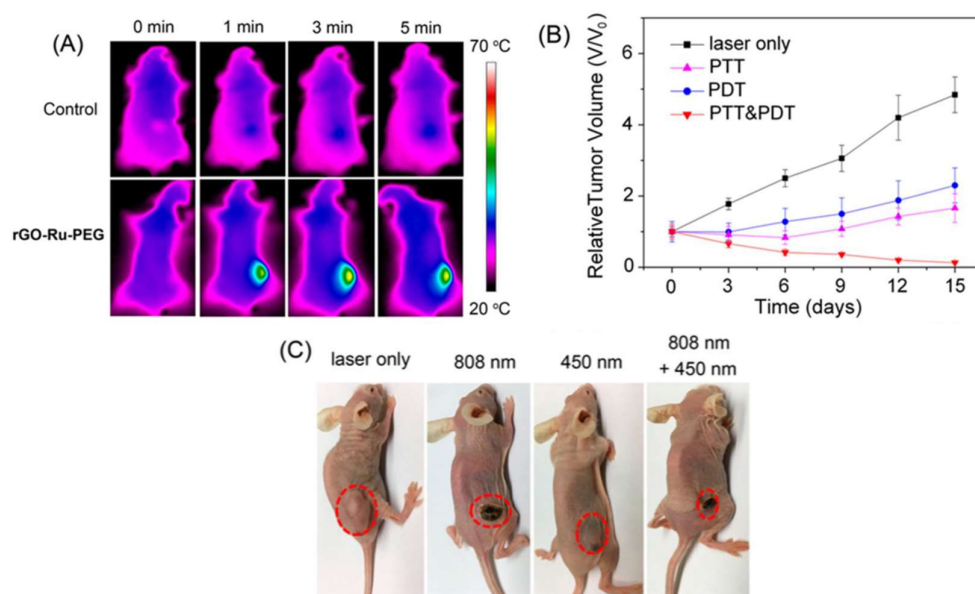 (A)
0 min 1 min 3 min 5 min
Control
rGO-Ru-PEG
70 °C
20 °C
(B)
Relative Tumor Volume (V/V0)
6
4
2
0
laser only
PTT
PDT
PTT&PDT
0 3 6 9 12 15
Time (days)
(C)
laser only 808 nm 450 nm 808 nm
+ 450 nm